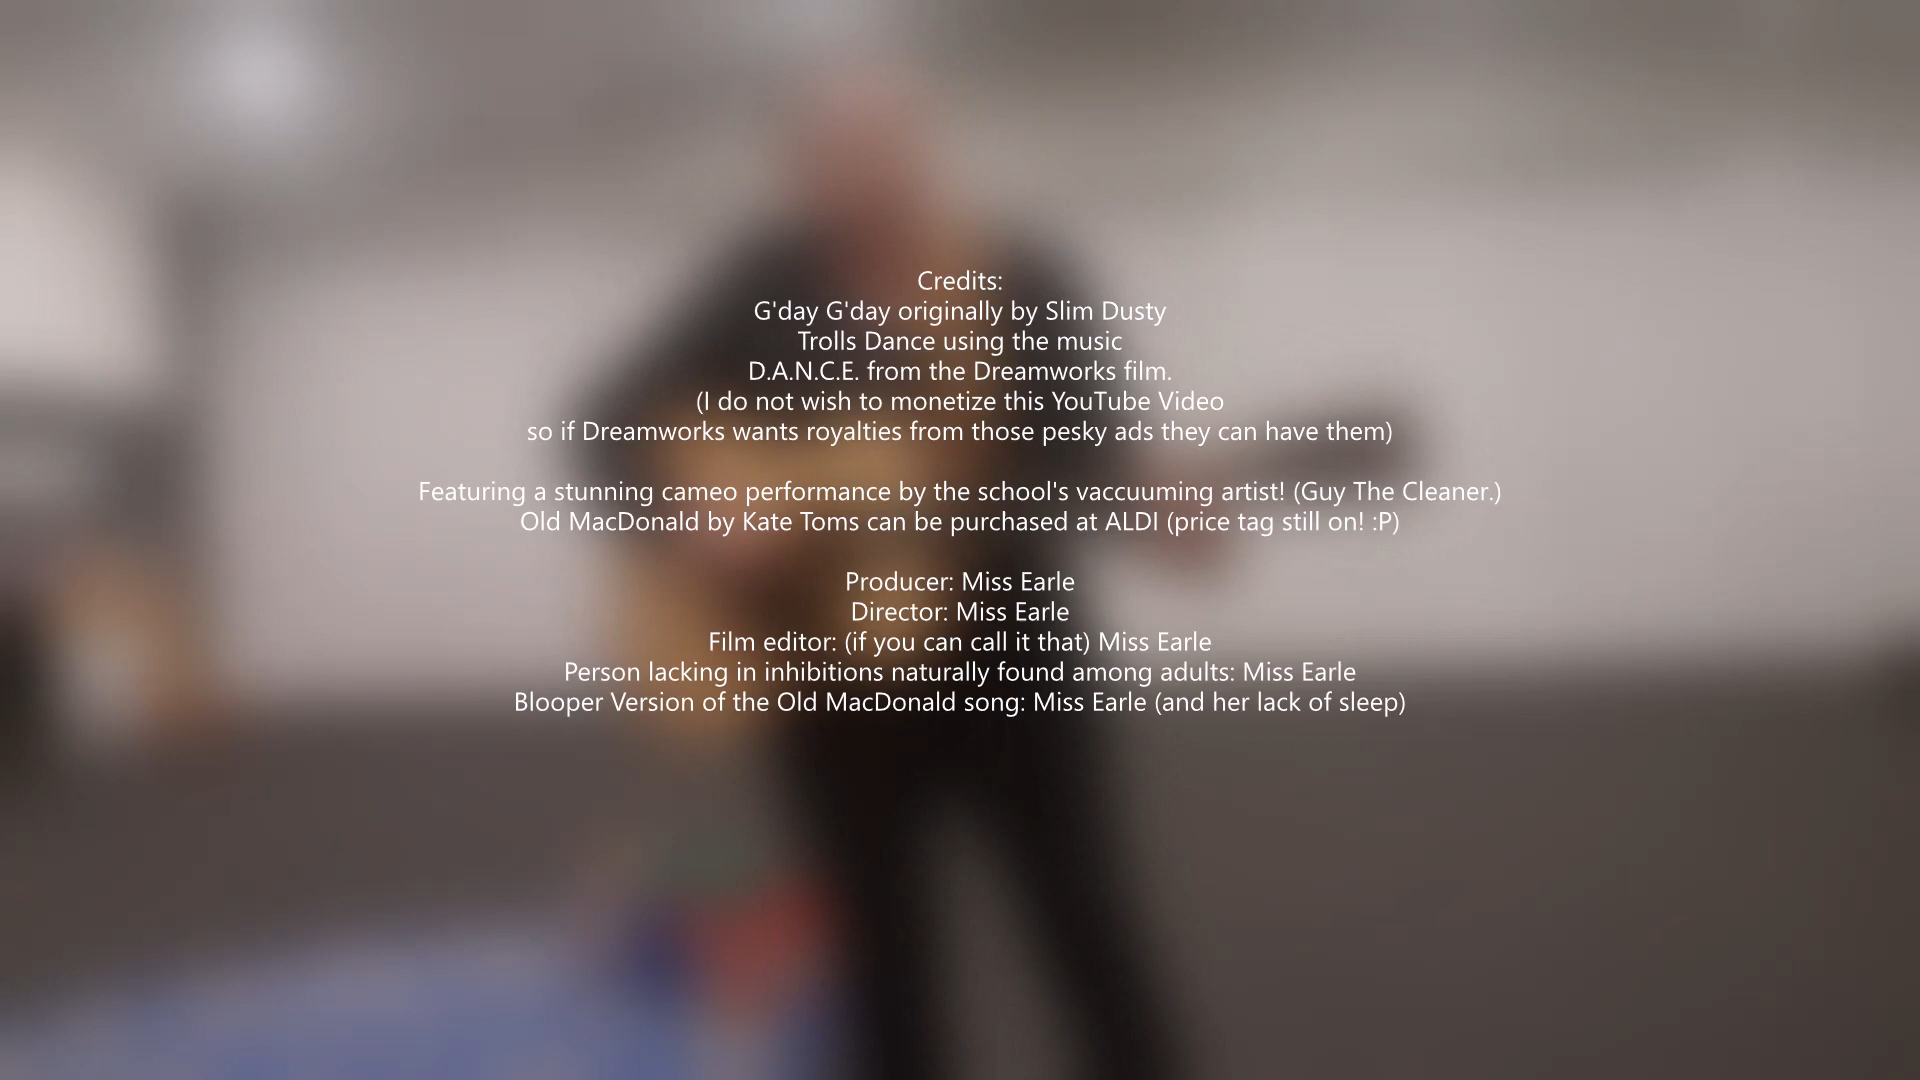 Credits:
G'day G'day originally by Slim Dusty
Trolls Dance using the music
D.A.N.C.E. from the Dreamworks film.
(I do not wish to monetize this YouTube Video
so if Dreamworks wants royalties from those pesky ads they can have them)
Featuring a stunning cameo performance by the school's vaccuuming artist! (Guy The Cleaner.)
Old MacDonald by Kate Toms can be purchased at ALDI (price tag still on! :P)
Producer: Miss Earle
Director: Miss Earle
Film editor: (if you can call it that) Miss Earle
Person lacking in inhibitions naturally found among adults: Miss Earle
Blooper Version of the Old MacDonald song: Miss Earle (and her lack of sleep)